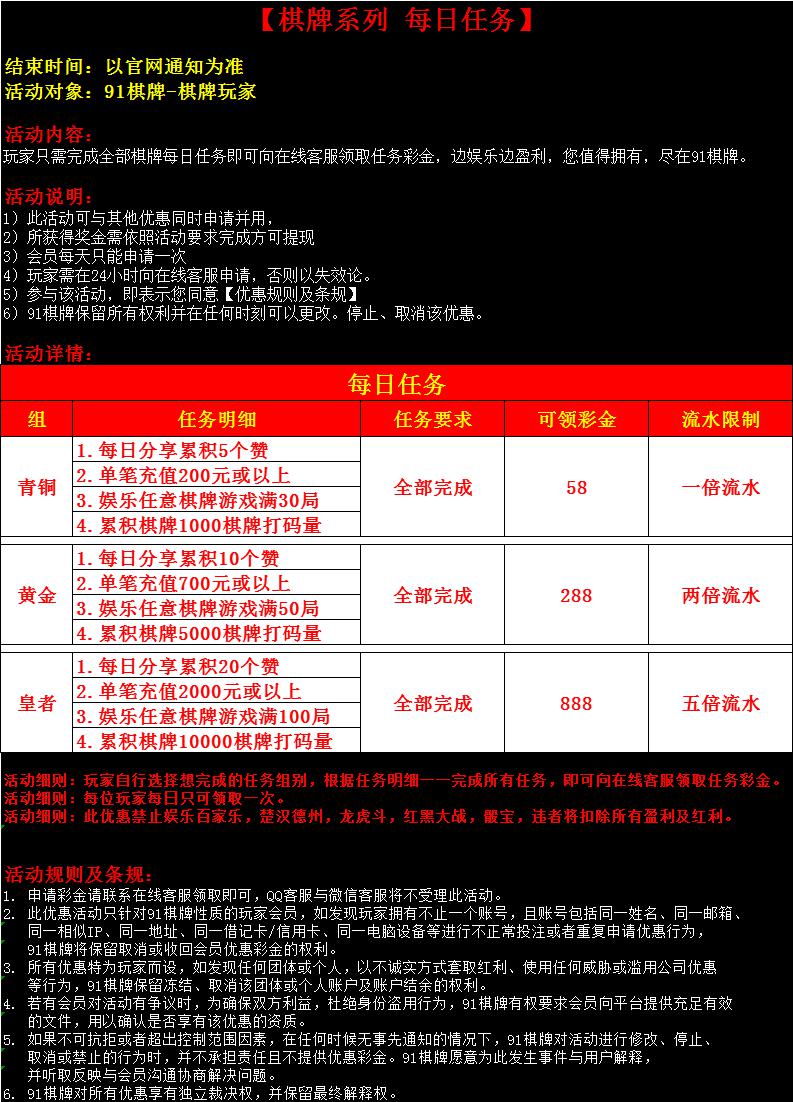 【棋牌系列 每日任务】
结束时间：以官网通知为准
活动对象：91棋牌-棋牌玩家
活动内容：
玩家只需完成全部棋牌每日任务即可向在线客服领取任务彩金，边娱乐边盈利，您值得拥有，尽在91棋牌。
活动说明：
1）此活动可与其他优惠同时申请并用，
2）所获得奖金需依照活动要求完成方可提现
3）会员每天只能申请一次
4）玩家需在24小时向在线客服申请，否则以失效论。
5）参与该活动，即表示您同意【优惠规则及条规】
6）91棋牌保留所有权利并在任何时刻可以更改。停止、取消该优惠。
活动详情：
每日任务
组 任务明细 任务要求 可领彩金 流水限制
青铜
1.每日分享累积5个赞
2.单笔充值200元或以上
3.娱乐任意棋牌游戏满30局
4.累积棋牌1000棋牌打码量
全部完成 58 一倍流水
黄金
1.每日分享累积10个赞
2.单笔充值700元或以上
3.娱乐任意棋牌游戏满50局
4.累积棋牌5000棋牌打码量
全部完成 288 两倍流水
皇者
1.每日分享累积20个赞
2.单笔充值2000元或以上
3.娱乐任意棋牌游戏满100局
4.累积棋牌10000棋牌打码量
全部完成 888 五倍流水
活动细则：玩家自行选择想完成的任务组别，根据任务明细一一完成所有任务，即可向在线客服领取任务彩金。
活动细则：每位玩家每日只可领取一次。
活动细则：此优惠禁止娱乐百家乐，楚汉德州，龙虎斗，红黑大战，骰宝，违者将扣除所有盈利及红利。
活动规则及条规：
1. 申请彩金请联系在线客服领取即可，QQ客服与微信客服将不受理此活动。
2. 此优惠活动只针对91棋牌性质的玩家会员，如发现玩家拥有不止一个账号，且账号包括同一姓名、同一邮箱、
同一相似IP、同一地址、同一借记卡/信用卡、同一电脑设备等进行不正常投注或者重复申请优惠行为，
91棋牌将保留取消或收回会员优惠彩金的权利。
3. 所有优惠特为玩家而设，如发现任何团体或个人，以不诚实方式套取红利、使用任何威胁或滥用公司优惠
等行为，91棋牌保留冻结、取消该团体或个人账户及账户结余的权利。
4. 若有会员对活动有争议时，为确保双方利益，杜绝身份盗用行为，91棋牌有权要求会员向平台提供充足有效
的文件，用以确认是否享有该优惠的资质。
5. 如果不可抗拒或者超出控制范围因素，在任何时候无事先通知的情况下，91棋牌对活动进行修改、停止、
取消或禁止的行为时，并不承担责任且不提供优惠彩金。91棋牌愿意为此发生事件与用户解释，
并听取反映与会员沟通协商解决问题。
6. 91棋牌对所有优惠享有独立裁决权，并保留最终解释权。